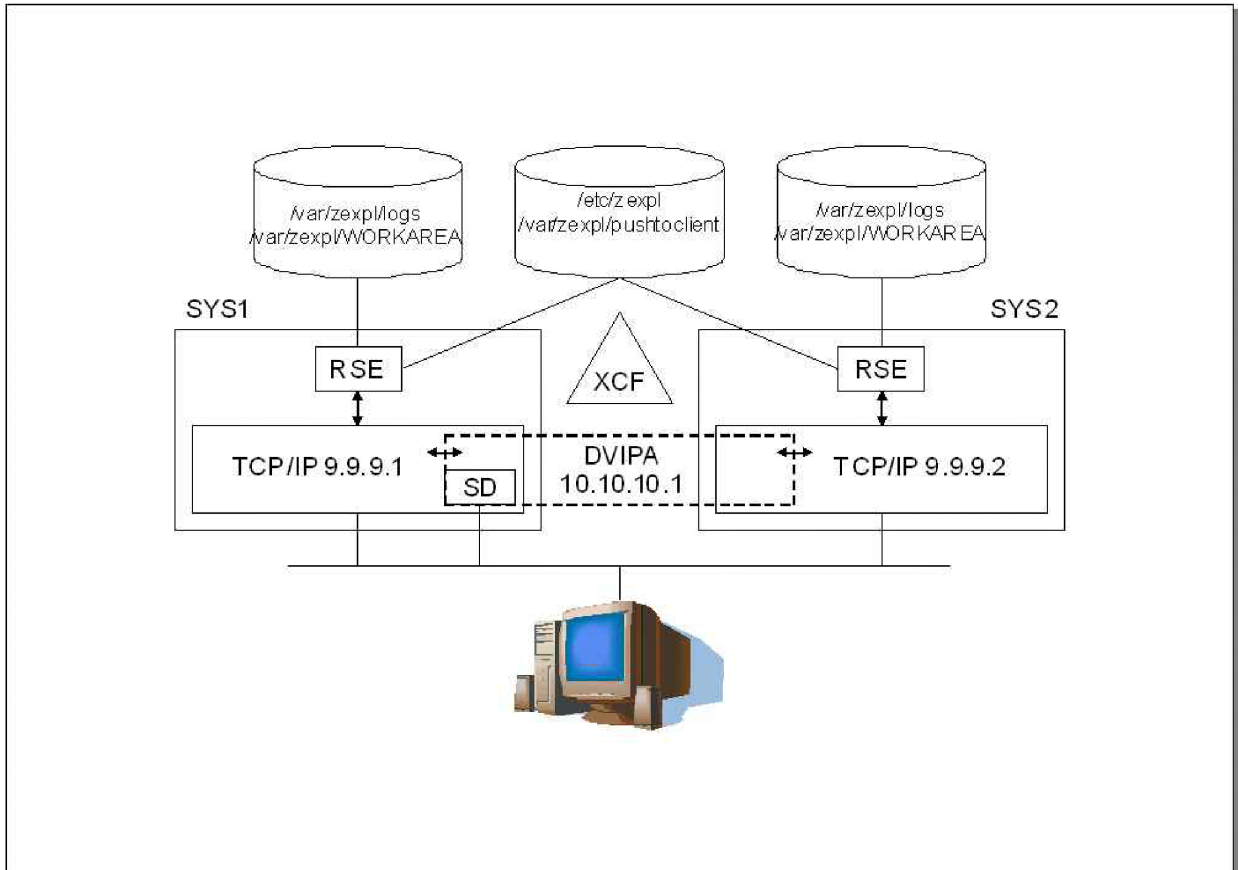 /var/zexpl/logs
/var/zexpl/WORKAREA
/etc/zexpl
/var/zexpl/pushtoclient
/var/zexpl/logs
/var/zexpl/WORKAREA
SYS1
SYS2
RSE
XCF
RSE
TCP/IP 9.9.9.1
SD
DVIPA
10.10.10.1
TCP/IP 9.9.9.2